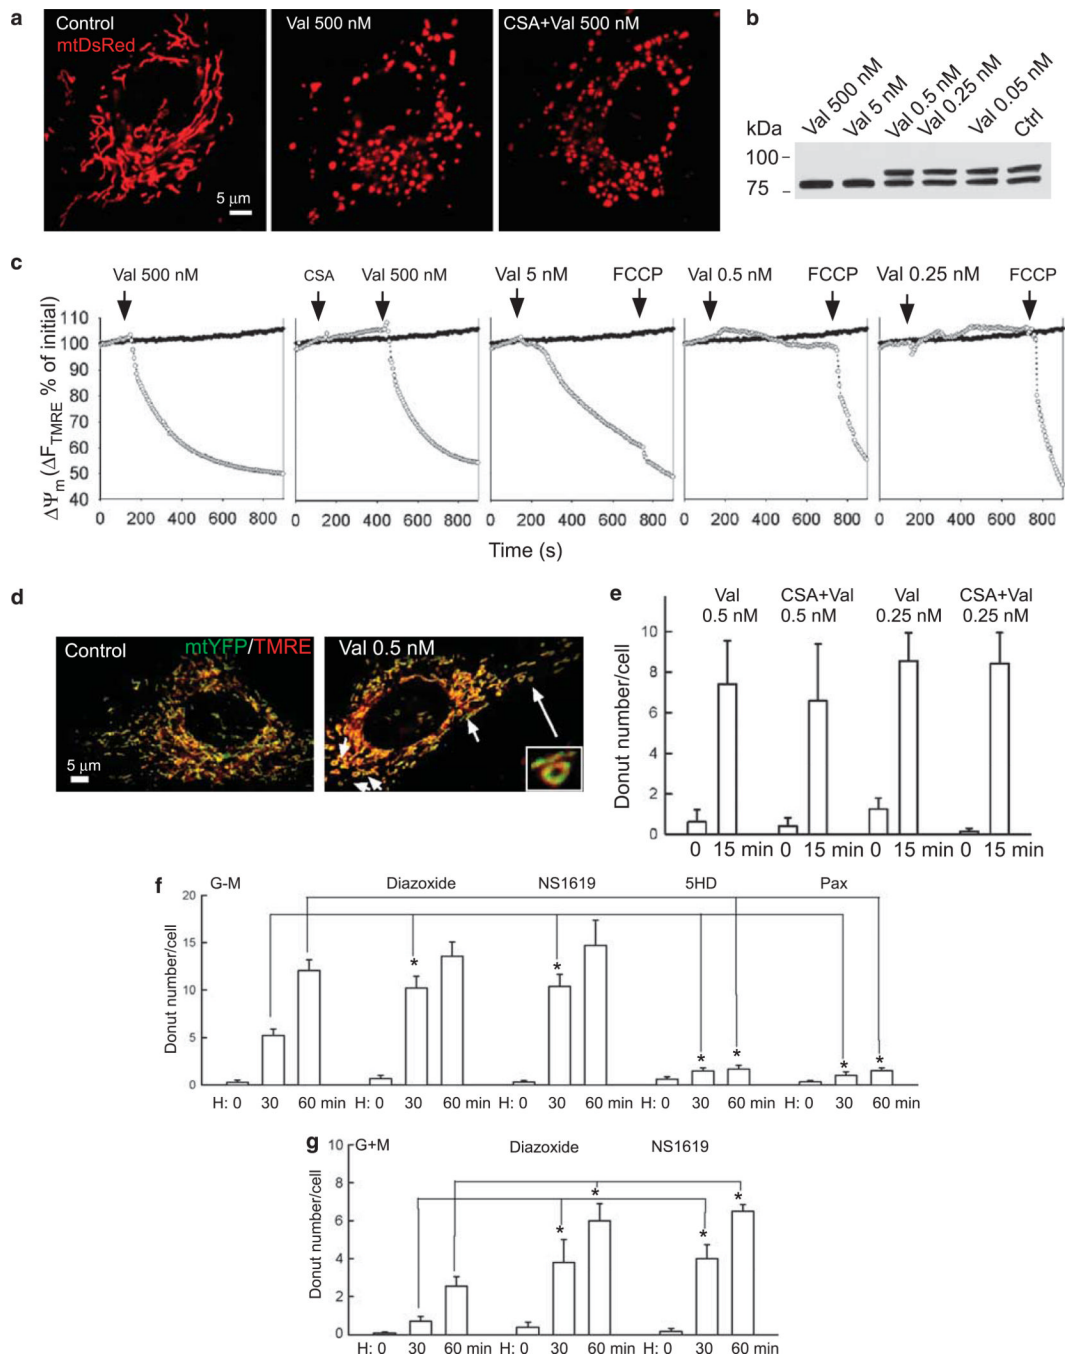 a
Control
mtDsRed
5 μm
Val 500 nM
CSA+Val 500 nM
b
kDa
Val 500 nM
Val 5 nM
Val 0.5 nM
Val 0.25 nM
Val 0.05 nM
Ctrl
100
75
c
Val 500 nM
CSA
Val 500 nM
Val 5 nM
FCCP
Val 0.5 nM
FCCP
Val 0.25 nM
FCCP
ΔΨm (ΔFTMRE % of initial)
110
100
90
80
70
60
50
40
0 200 400 600 800
0 200 400 600 800
0 200 400 600 800
0 200 400 600 800
0 200 400 600 800
Time (s)
d
Control
mtYFP/TMRE
5 μm
Val 0.5 nM
e
Val 0.5 nM
CSA+Val 0.5 nM
Val 0.25 nM
CSA+Val 0.25 nM
Donut number/cell
10
8
6
4
2
0
0 15 min 0 15 min 0 15 min 0 15 min
f
G-M
Diazoxide
NS1619
5HD
Pax
Donut number/cell
20
15
10
5
0
* * * * * *
H: 0 30 60 min H: 0 30 60 min H: 0 30 60 min H: 0 30 60 min H: 0 30 60 min
g
G+M
Diazoxide
NS1619
Donut number/cell
10
8
6
4
2
0
* * * *
H: 0 30 60 min H: 0 30 60 min H: 0 30 60 min